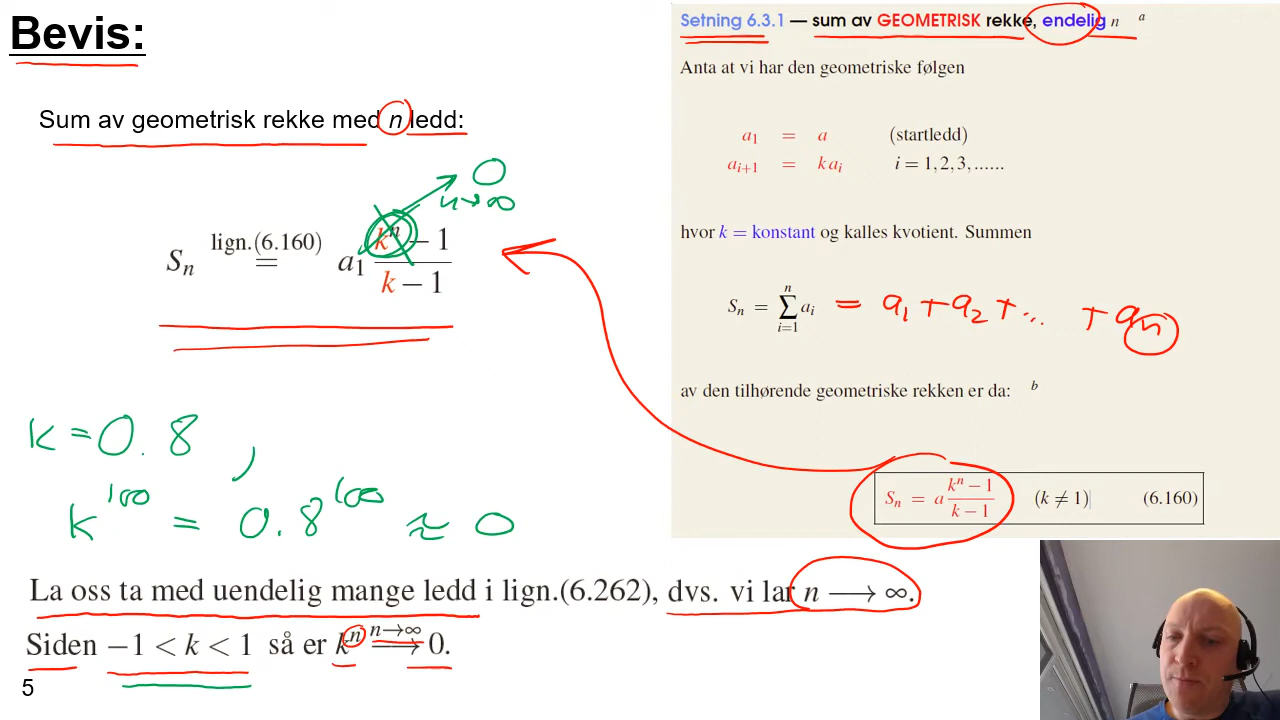 Bevis:
Sum av geometrisk rekke med n ledd:
0
n→∞
S_n lign.(6.160) = a_1 (k^n − 1)/(k − 1)
k = 0.8 ,
k^100 = 0.8^100 ≈ 0
Setning 6.3.1 — sum av GEOMETRISK rekke, endelig n a
Anta at vi har den geometriske følgen
a_1 = a (startledd)
a_{i+1} = k a_i i = 1,2,3,......
hvor k = konstant og kalles kvotient. Summen
S_n = ∑_{i=1}^{n} a_i = a_1 + a_2 + ... + a_n
av den tilhørende geometriske rekken er da: b
S_n = a (k^n − 1)/(k − 1) (k ≠ 1) (6.160)
La oss ta med uendelig mange ledd i lign.(6.262), dvs. vi lar n ⟶ ∞.
Siden −1 < k < 1 så er k^n n→∞ ⟹ 0.
5